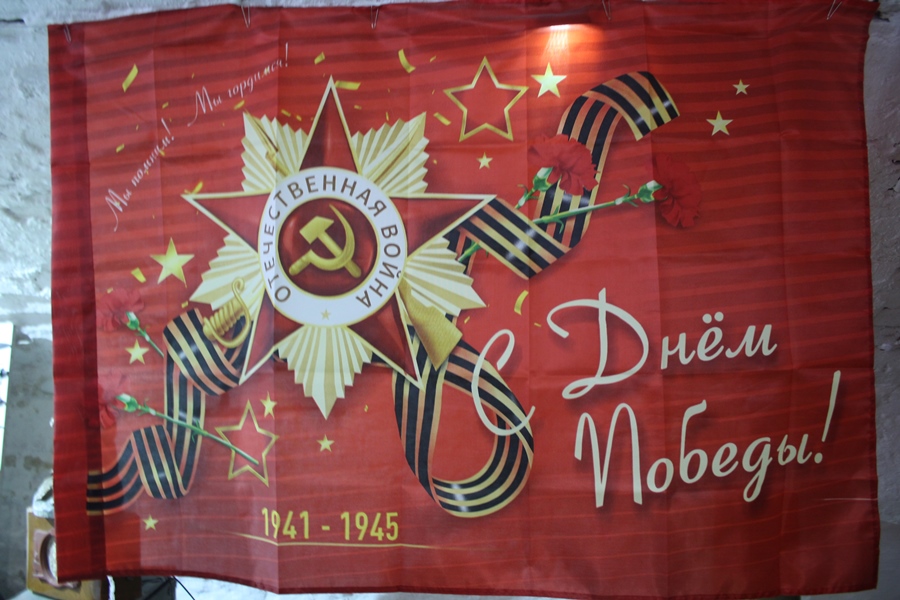 Мы помним! Мы гордимся!
ОТЕЧЕСТВЕННАЯ ВОЙНА
С Днём
Победы!
1941 - 1945